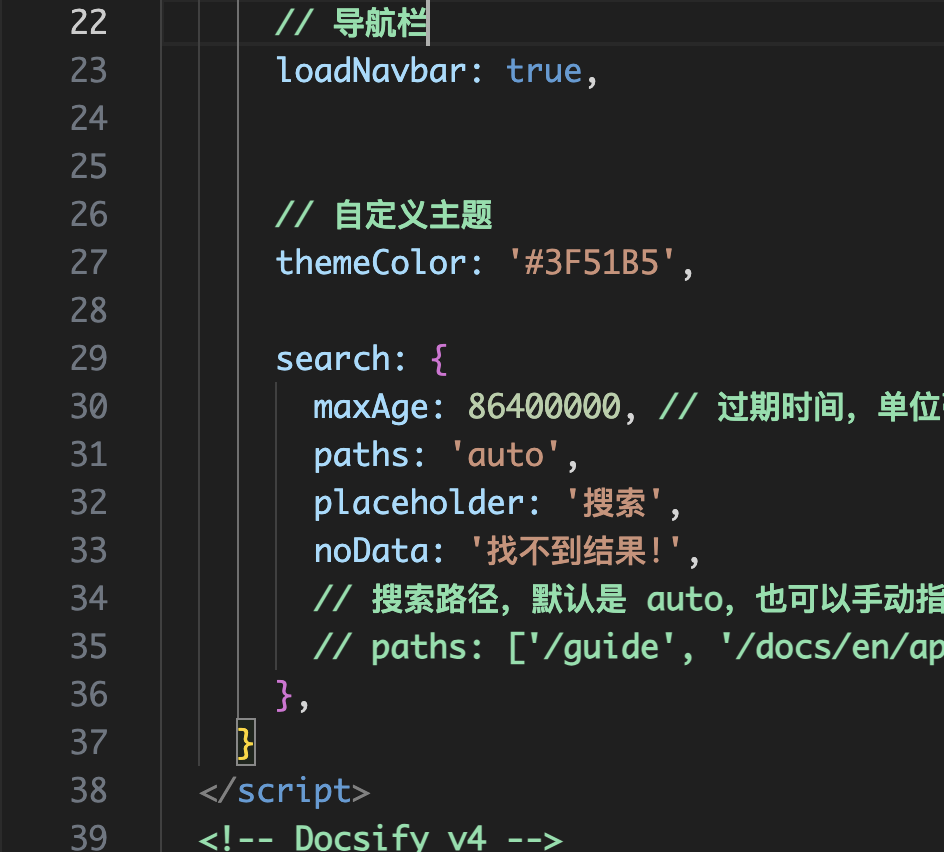 22 // 导航栏
23 loadNavbar: true,
24
25
26 // 自定义主题
27 themeColor: '#3F51B5',
28
29 search: {
30 maxAge: 86400000, // 过期时间，单位
31 paths: 'auto',
32 placeholder: '搜索',
33 noData: '找不到结果!',
34 // 搜索路径，默认是 auto，也可以手动指
35 // paths: ['/guide', '/docs/en/ap
36 },
37 }
38 </script>
39 <!-- Docsify v4 -->